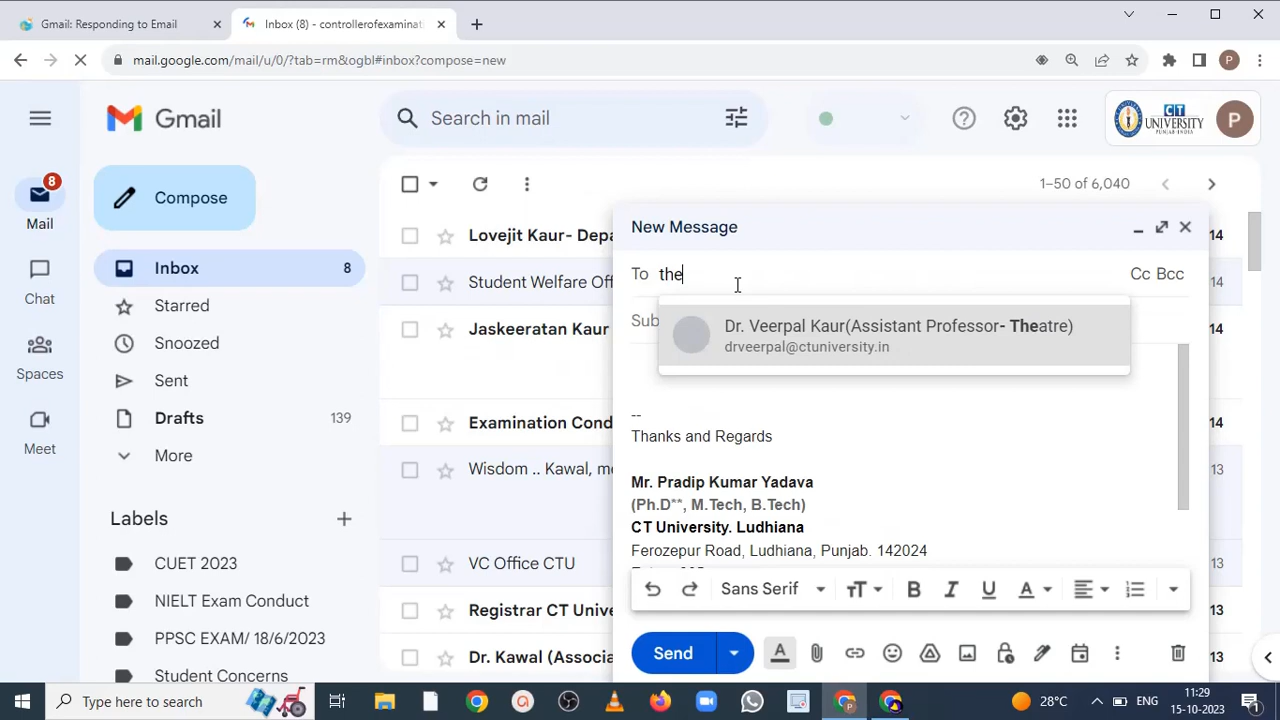 Gmail: Responding to Email
Inbox (8) - controllerofexaminat
mail.google.com/mail/u/0/?tab=rm&ogbl#inbox?compose=new
P
8
Mail
Chat
Spaces
Meet
Gmail
Search in mail
CT
UNIVERSITY
PUNJAB-INDIA
P
Compose
Inbox 8
Starred
Snoozed
Sent
Drafts 139
More
Labels
CUET 2023
NIELT Exam Conduct
PPSC EXAM/ 18/6/2023
Student Concerns
1–50 of 6,040
Lovejit Kaur- Depa 14
Student Welfare Off 14
Jaskeeratan Kaur 14
Examination Cond 14
Wisdom .. Kawal, me 13
VC Office CTU 13
Registrar CT Unive 13
Dr. Kawal (Associa 13
New Message
To the Cc Bcc
Sub
Dr. Veerpal Kaur(Assistant Professor- Theatre)
drveerpal@ctuniversity.in
--
Thanks and Regards
Mr. Pradip Kumar Yadava
(Ph.D**, M.Tech, B.Tech)
CT University. Ludhiana
Ferozepur Road, Ludhiana, Punjab. 142024
Sans Serif
Send
Type here to search
28°C
ENG
11:29
15-10-2023
1